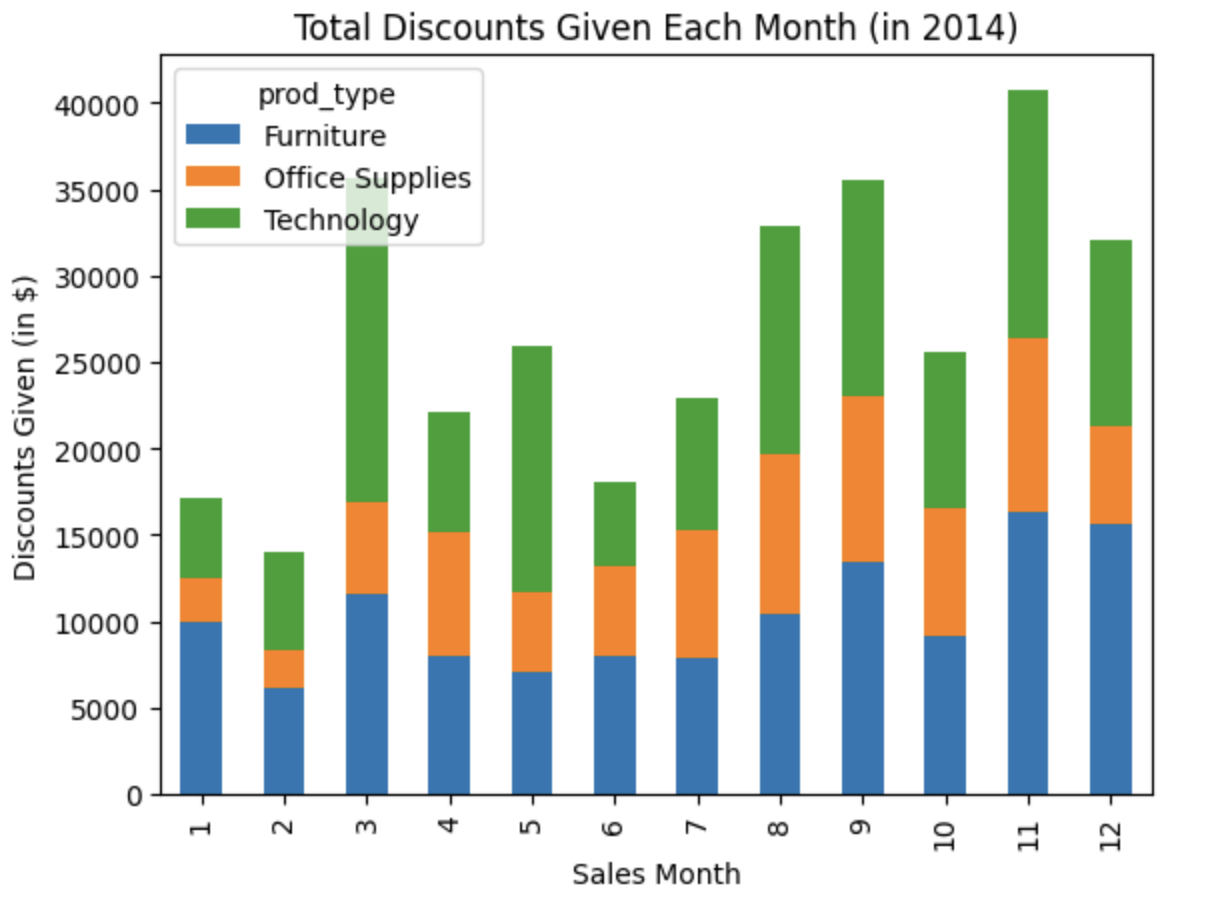 Total Discounts Given Each Month (in 2014)
prod_type
Furniture
Office Supplies
Technology
Discounts Given (in $)
40000
35000
30000
25000
20000
15000
10000
5000
0
1 2 3 4 5 6 7 8 9 10 11 12
Sales Month